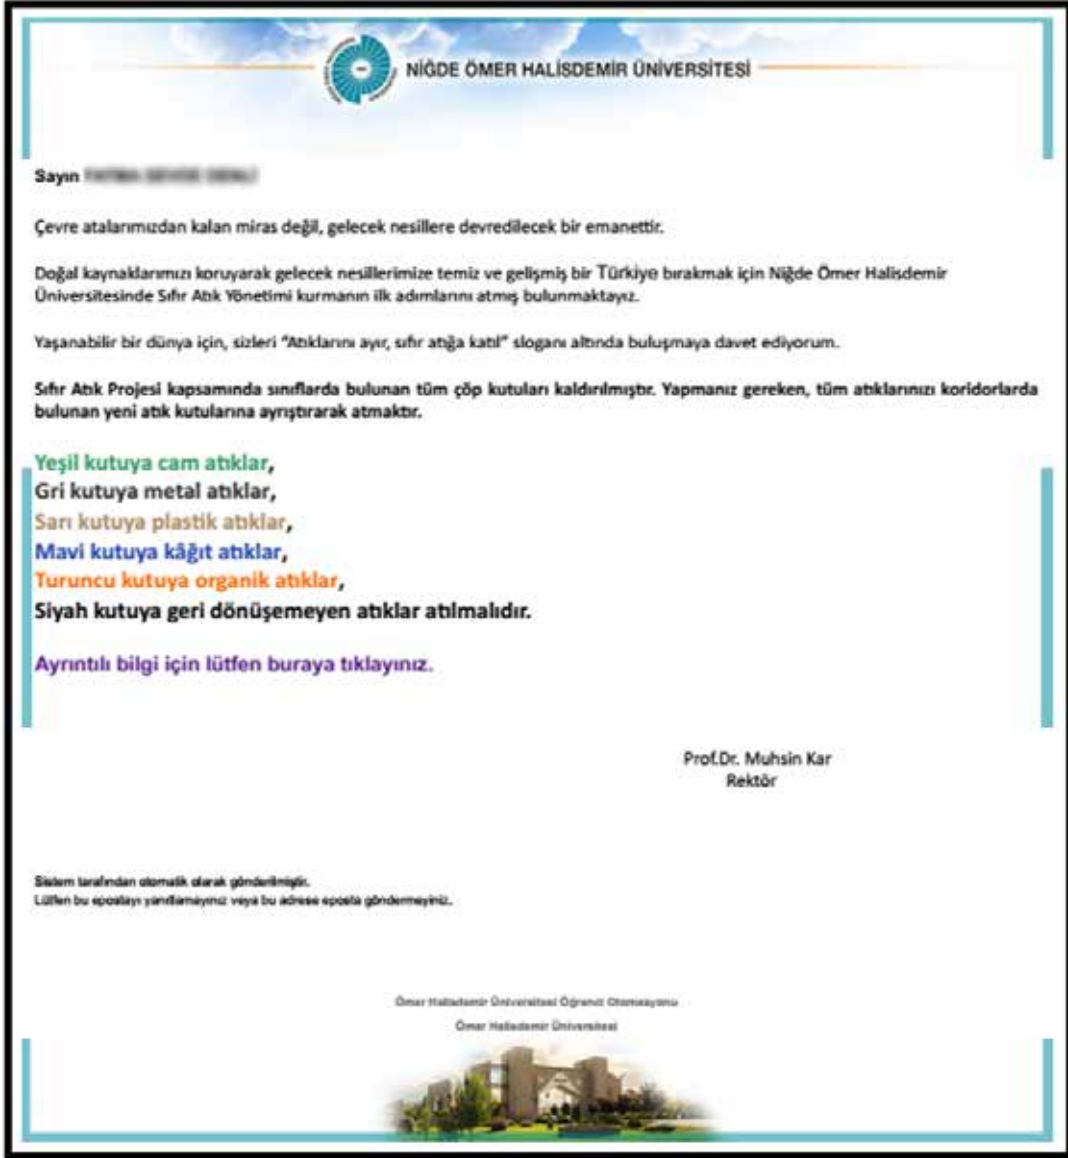 NİĞDE ÖMER HALİSDEMİR ÜNİVERSİTESİ
Sayın
Çevre atalarımızdan kalan miras değil, gelecek nesillere devredilecek bir emanettir.
Doğal kaynaklarımızı koruyarak gelecek nesillerimize temiz ve gelişmiş bir Türkiye bırakmak için Niğde Ömer Halisdemir
Üniversitesinde Sıfır Atık Yönetimi kurmanın ilk adımlarını atmış bulunmaktayız.
Yaşanabilir bir dünya için, sizleri "Atıklarını ayır, sıfır atığa katıl" sloganı altında buluşmaya davet ediyorum.
Sıfır Atık Projesi kapsamında sınıflarda bulunan tüm çöp kutuları kaldırılmıştır. Yapmanız gereken, tüm atıklarınızı koridorlarda
bulunan yeni atık kutularına ayrıştırarak atmaktır.
Yeşil kutuya cam atıklar,
Gri kutuya metal atıklar,
Sarı kutuya plastik atıklar,
Mavi kutuya kâğıt atıklar,
Turuncu kutuya organik atıklar,
Siyah kutuya geri dönüşemeyen atıklar atılmalıdır.
Ayrıntılı bilgi için lütfen buraya tıklayınız.
Prof.Dr. Muhsin Kar
Rektör
Sistem tarafından otomatik olarak gönderilmiştir.
Lütfen bu epostayı yanıtlamayınız veya bu adrese eposta göndermeyiniz.
Ömer Halisdemir Üniversitesi Öğrenci Otomasyonu
Ömer Halisdemir Üniversitesi